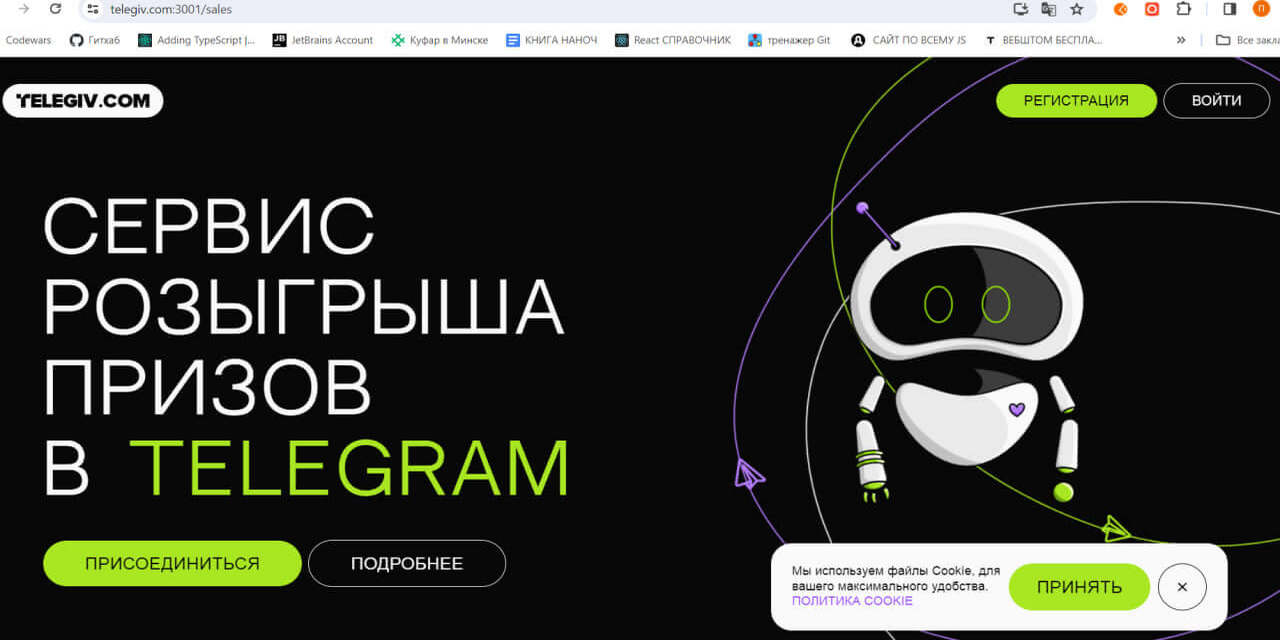 telegiv.com:3001/sales
П
Codewars
Гитхаб
Adding TypeScript |...
JetBrains Account
Куфар в Минске
КНИГА НАНОЧ
React СПРАВОЧНИК
тренажер Git
САЙТ ПО ВСЕМУ JS
ВЕБШТОМ БЕСПЛА...
»
Все закла
TELEGIV.COM
РЕГИСТРАЦИЯ
ВОЙТИ
СЕРВИС
РОЗЫГРЫША
ПРИЗОВ
В TELEGRAM
ПРИСОЕДИНИТЬСЯ
ПОДРОБНЕЕ
Мы используем файлы Cookie, для
вашего максимального удобства.
ПОЛИТИКА COOKIE
ПРИНЯТЬ